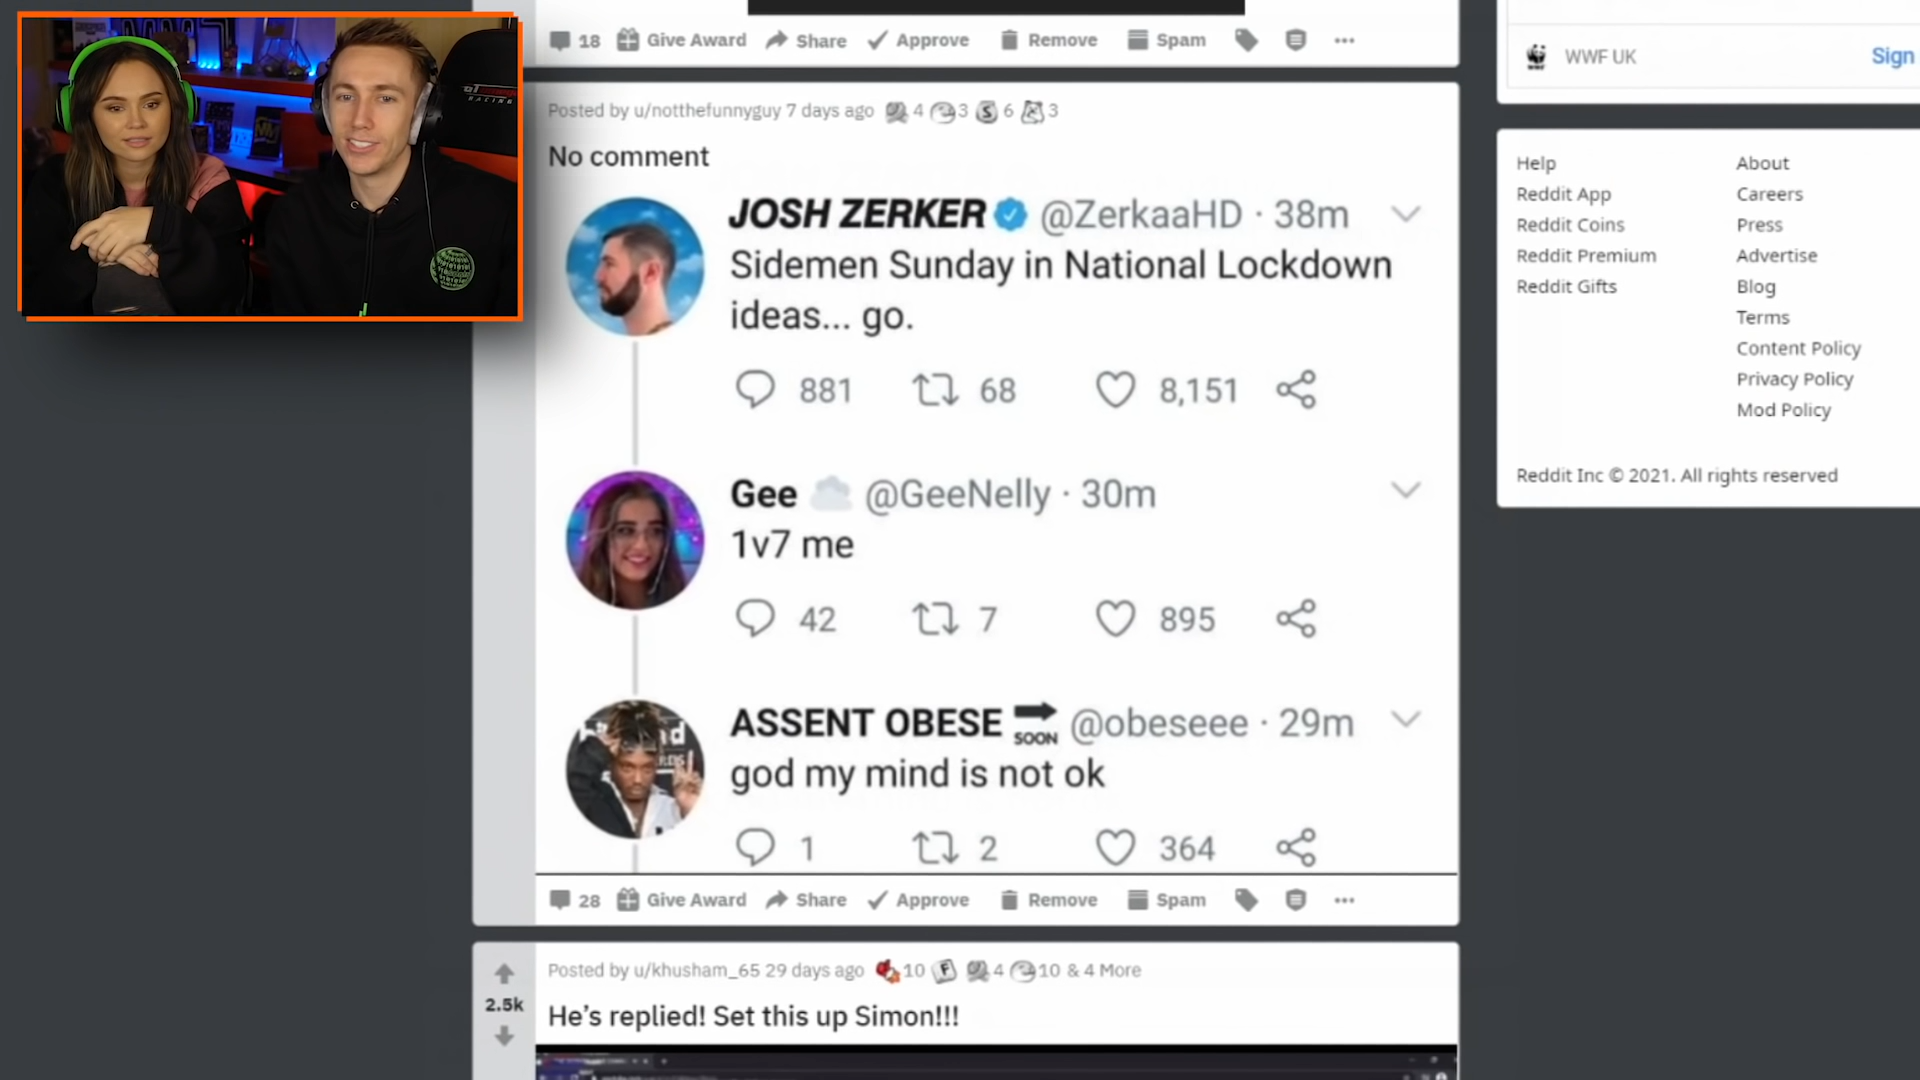 18 Give Award Share Approve Remove Spam
WWF UK Sign
Posted by u/notthefunnyguy 7 days ago 4 3 S 6 3
No comment
JOSH ZERKER @ZerkaaHD · 38m
Sidemen Sunday in National Lockdown
ideas... go.
881 68 8,151
Gee @GeeNelly · 30m
1v7 me
42 7 895
ASSENT OBESE SOON @obeseee · 29m
god my mind is not ok
1 2 364
28 Give Award Share Approve Remove Spam
Posted by u/khusham_65 29 days ago 10 F 4 10 & 4 More
2.5k
He's replied! Set this up Simon!!!
Help
Reddit App
Reddit Coins
Reddit Premium
Reddit Gifts
About
Careers
Press
Advertise
Blog
Terms
Content Policy
Privacy Policy
Mod Policy
Reddit Inc © 2021. All rights reserved
RACING